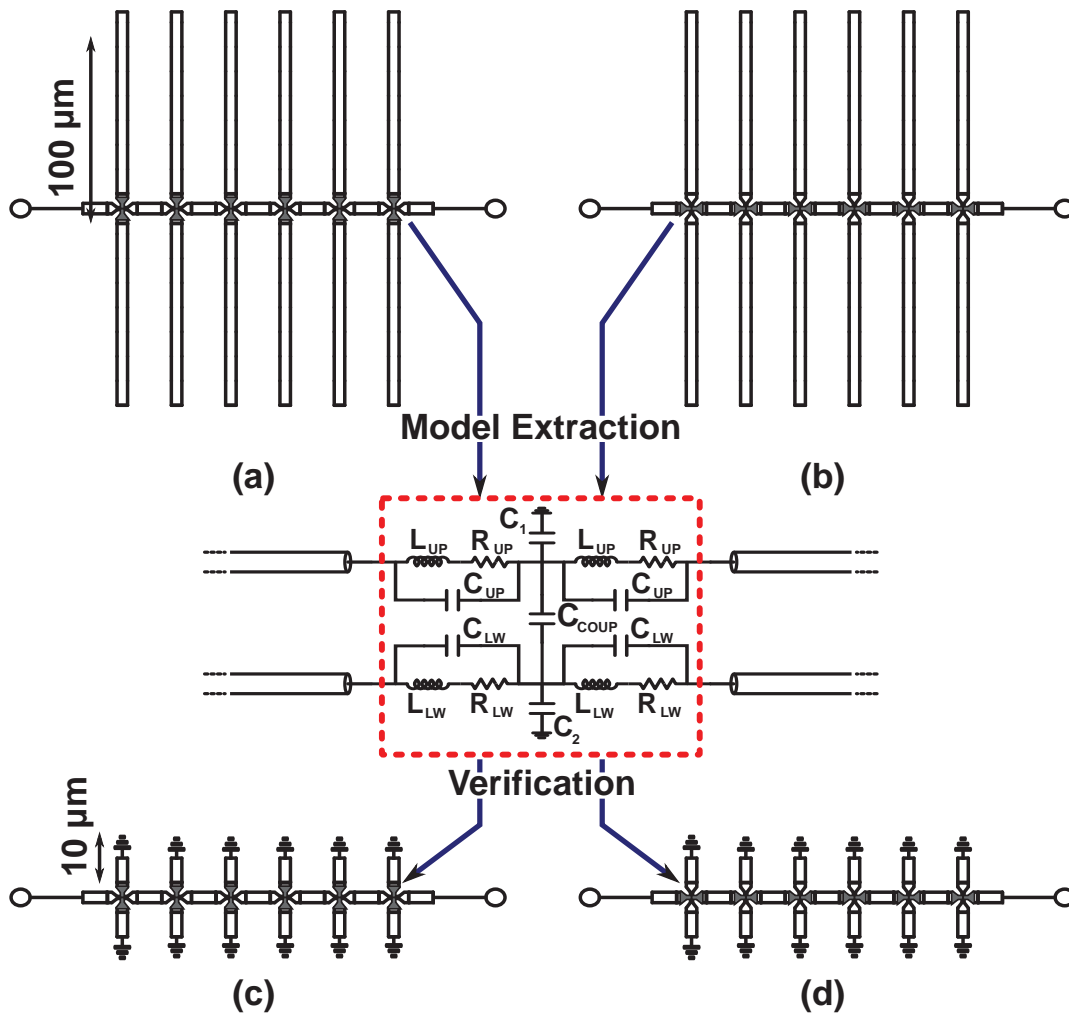 100 µm
Model Extraction
(a)
(b)
C1
LUP
RUP
LUP
RUP
CUP
CUP
CCOUP
CLW
CLW
LLW
RLW
LLW
RLW
C2
Verification
10 µm
(c)
(d)